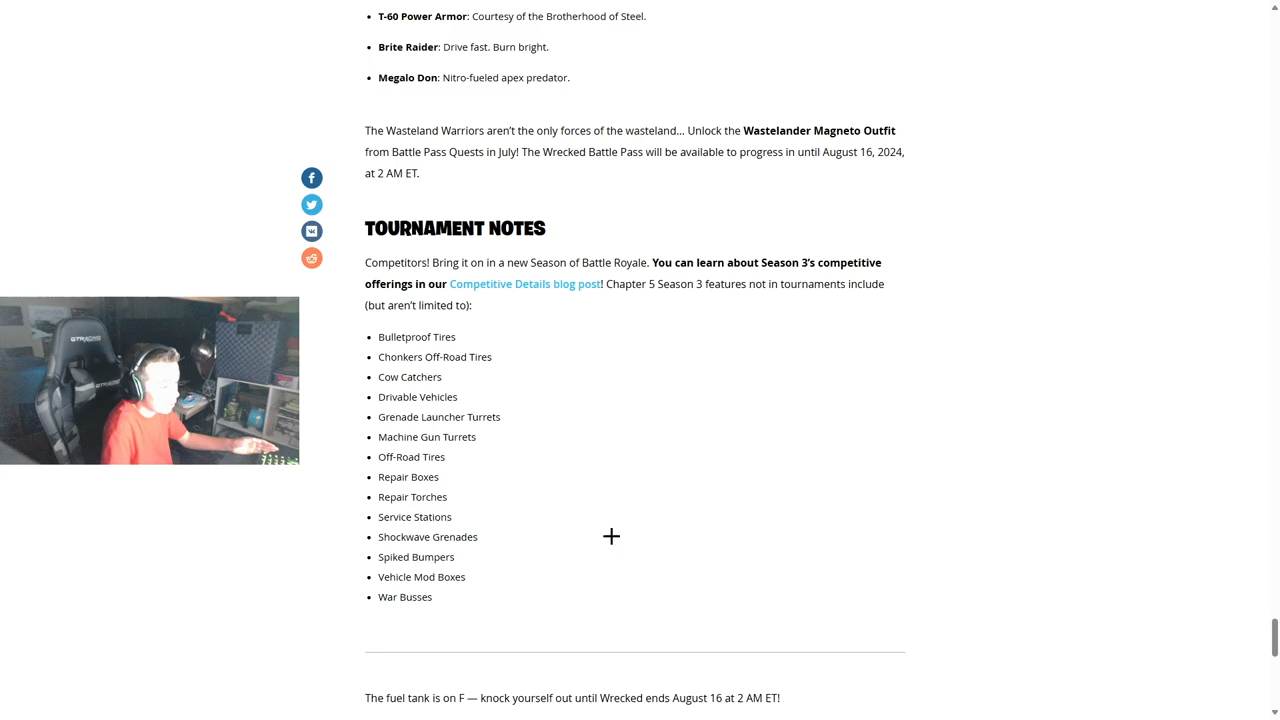 T-60 Power Armor: Courtesy of the Brotherhood of Steel.
Brite Raider: Drive fast. Burn bright.
Megalo Don: Nitro-fueled apex predator.
The Wasteland Warriors aren't the only forces of the wasteland... Unlock the Wastelander Magneto Outfit
from Battle Pass Quests in July! The Wrecked Battle Pass will be available to progress in until August 16, 2024,
at 2 AM ET.
TOURNAMENT NOTES
Competitors! Bring it on in a new Season of Battle Royale. You can learn about Season 3's competitive
offerings in our Competitive Details blog post! Chapter 5 Season 3 features not in tournaments include
(but aren't limited to):
Bulletproof Tires
Chonkers Off-Road Tires
Cow Catchers
Drivable Vehicles
Grenade Launcher Turrets
Machine Gun Turrets
Off-Road Tires
Repair Boxes
Repair Torches
Service Stations
Shockwave Grenades
Spiked Bumpers
Vehicle Mod Boxes
War Busses
The fuel tank is on F — knock yourself out until Wrecked ends August 16 at 2 AM ET!
GTRACING